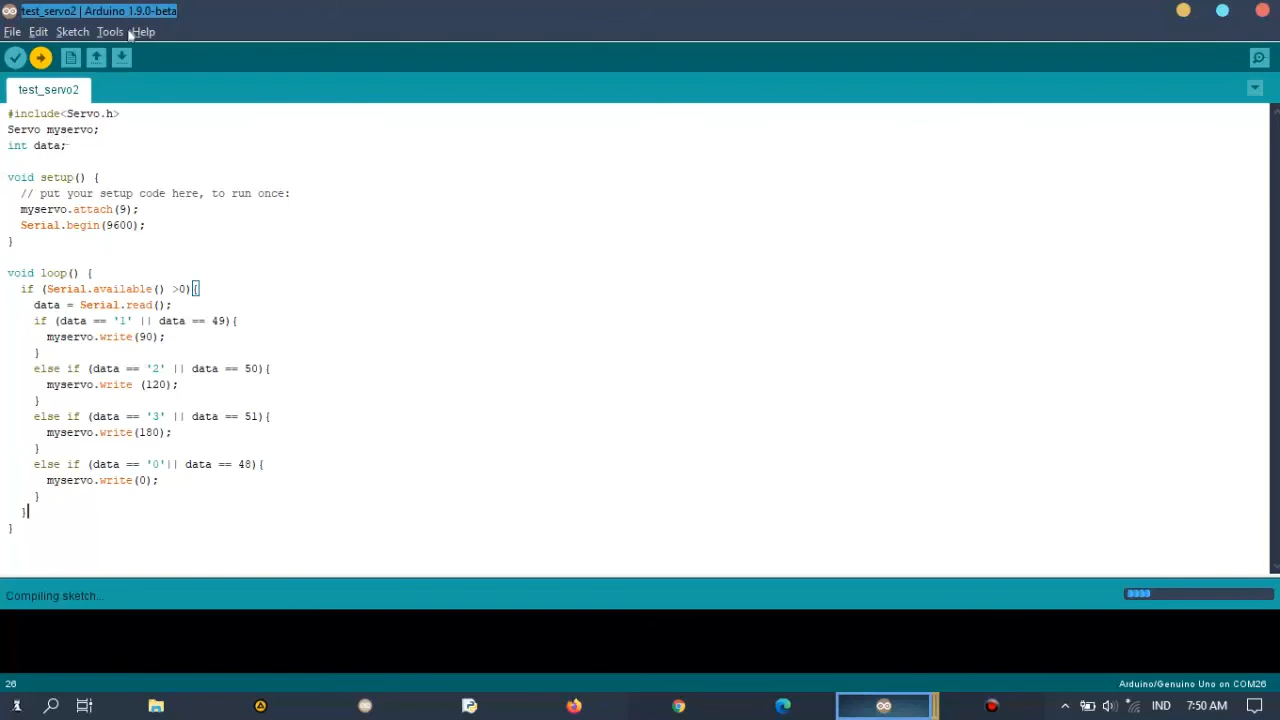 test_servo2 | Arduino 1.9.0-beta
File Edit Sketch Tools Help
test_servo2
#include<Servo.h>
Servo myservo;
int data;
void setup() {
// put your setup code here, to run once:
myservo.attach(9);
Serial.begin(9600);
}
void loop() {
if (Serial.available() >0){
data = Serial.read();
if (data == '1' || data == 49){
myservo.write(90);
}
else if (data == '2' || data == 50){
myservo.write (120);
}
else if (data == '3' || data == 51){
myservo.write(180);
}
else if (data == '0'|| data == 48){
myservo.write(0);
}
}
}
Compiling sketch...
26
Arduino/Genuino Uno on COM26
IND 7:50 AM